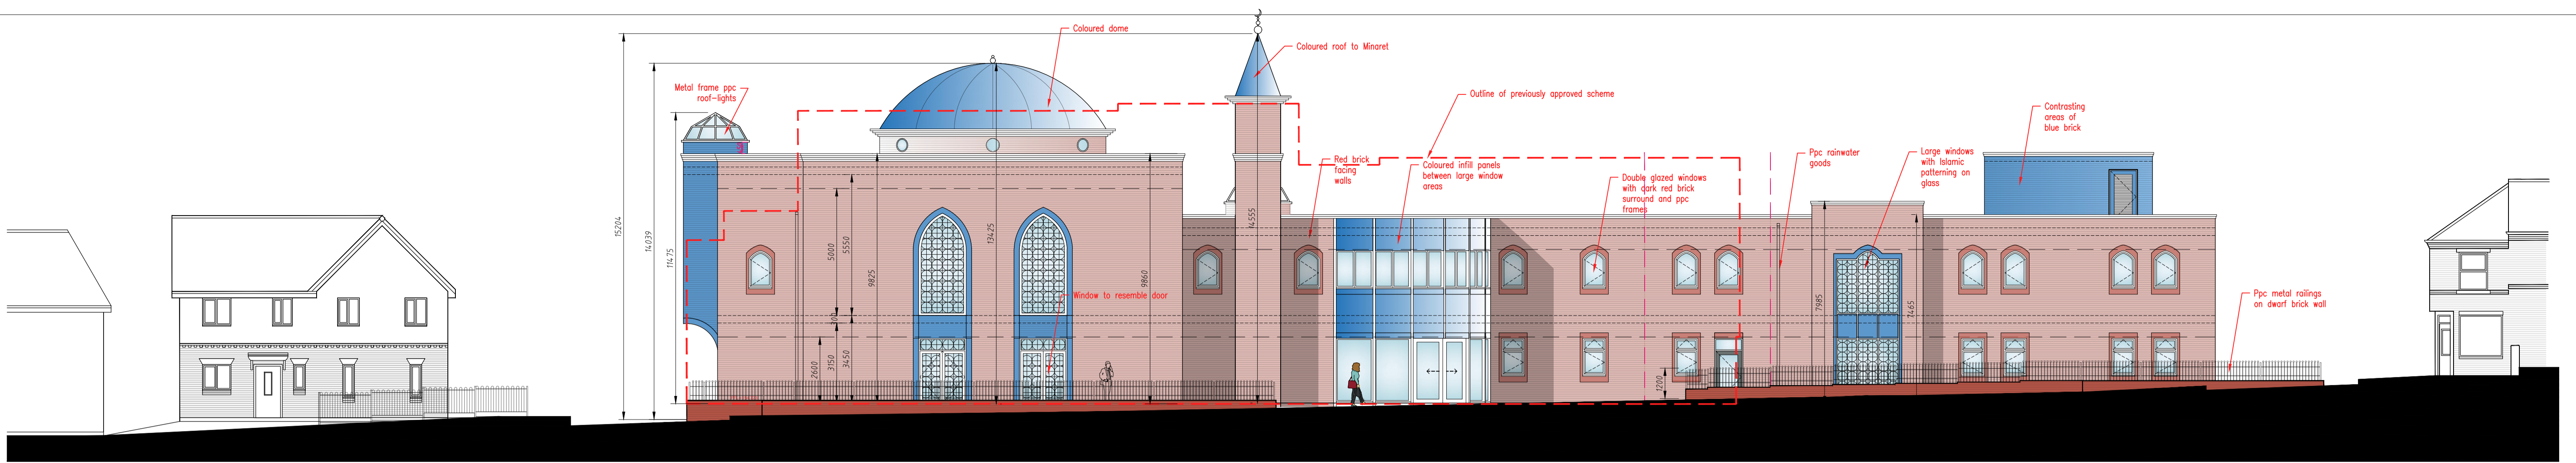 Coloured dome
Coloured roof to Minaret
Metal frame ppc
roof-lights
Outline of previously approved scheme
Contrasting
areas of
blue brick
Red brick
facing
walls
Coloured infill panels
between large window
areas
Double glazed windows
with dark red brick
surround and ppc
frames
Ppc rainwater
goods
Large windows
with Islamic
patterning on
glass
Window to resemble door
Ppc metal railings
on dwarf brick wall
15204
14039
11475
5000
5550
9825
13425
9860
14555
2600
3150
3450
300
1200
7985
7465